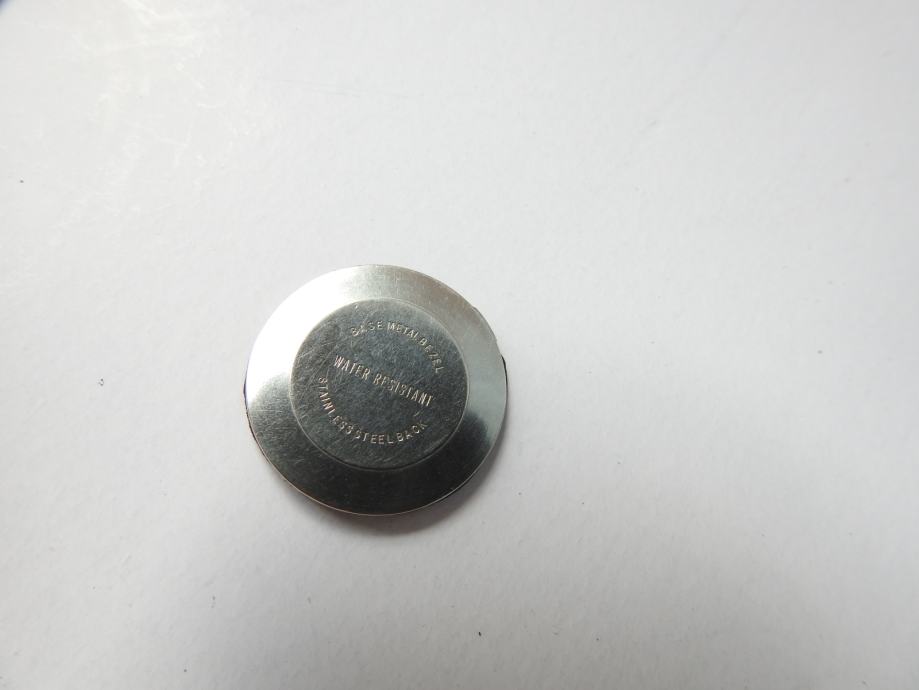 BASE METAL BEZEL
WATER RESISTANT
STAINLESS STEEL BACK